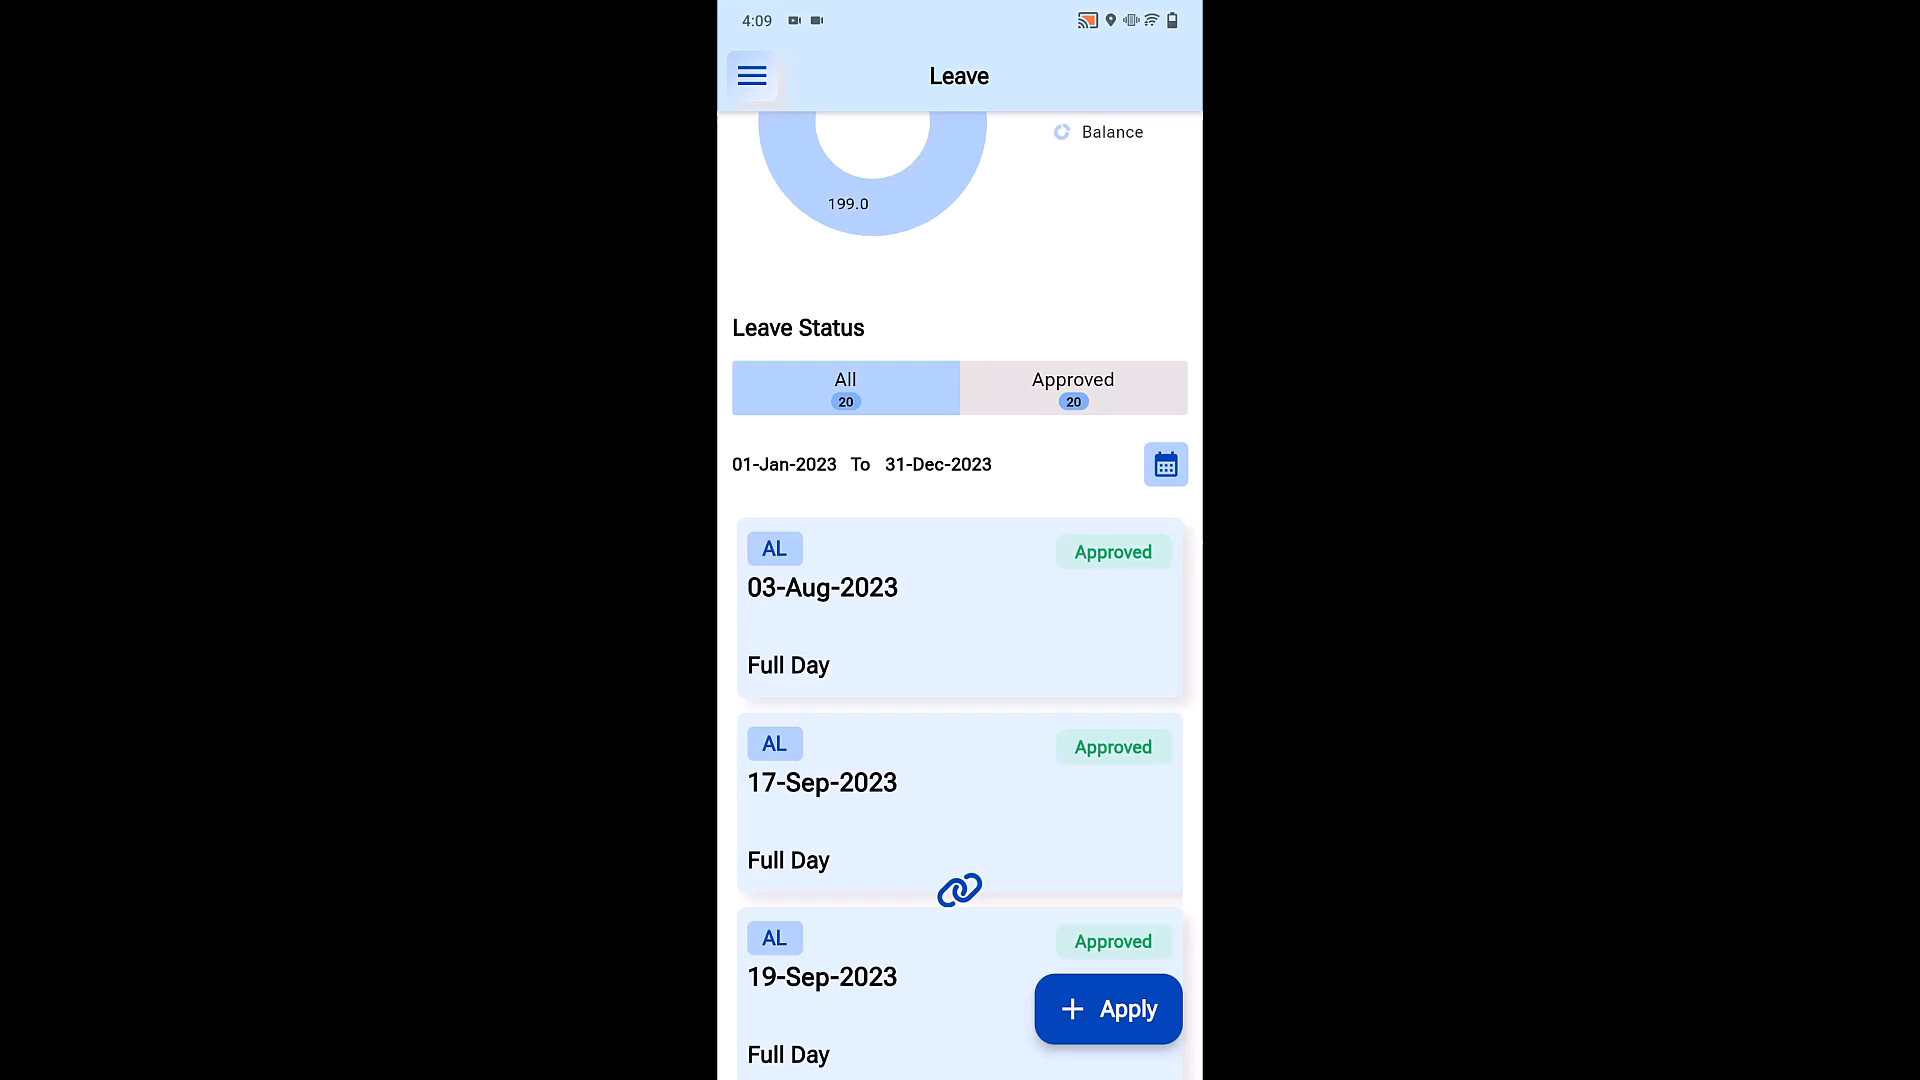 4:09
Leave
Balance
199.0
Leave Status
All
20
Approved
20
01-Jan-2023 To 31-Dec-2023
AL
Approved
03-Aug-2023
Full Day
AL
Approved
17-Sep-2023
Full Day
AL
Approved
19-Sep-2023
+ Apply
Full Day